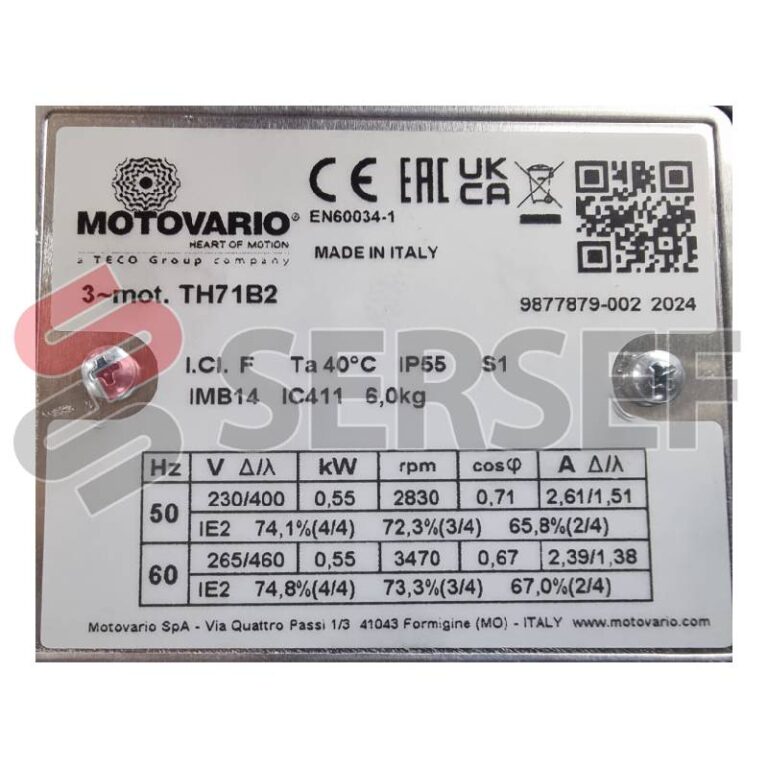 MOTOVARIO®
HEART OF MOTION
a TECO Group company
CE EAC UK CA
EN60034-1
MADE IN ITALY
3~mot. TH71B2
9877879-002 2024
I.Cl. F Ta 40°C IP55 S1
IMB14 IC411 6,0kg
SERSEF
Hz V Δ/λ kW rpm cosφ A Δ/λ
50 230/400 0,55 2830 0,71 2,61/1,51
IE2 74,1%(4/4) 72,3%(3/4) 65,8%(2/4)
60 265/460 0,55 3470 0,67 2,39/1,38
IE2 74,8%(4/4) 73,3%(3/4) 67,0%(2/4)
Motovario SpA - Via Quattro Passi 1/3 41043 Formigine (MO) - ITALY www.motovario.com